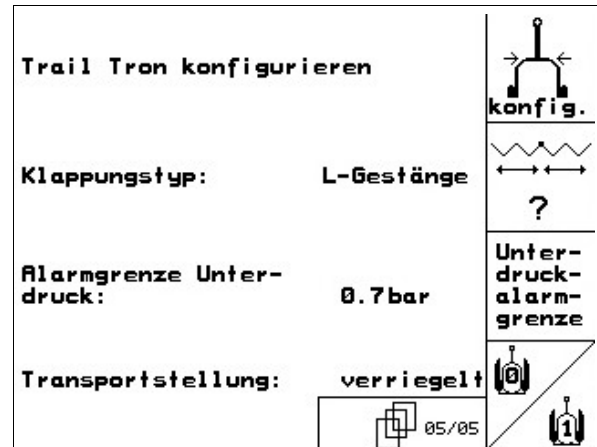 Trail Tron konfigurieren
konfig.
Klappungstyp: L-Gestänge
?
Alarmgrenze Unter-
druck: 0.7bar
Unter-
druck-
alarm-
grenze
Transportstellung: verriegelt
0
1
05/05